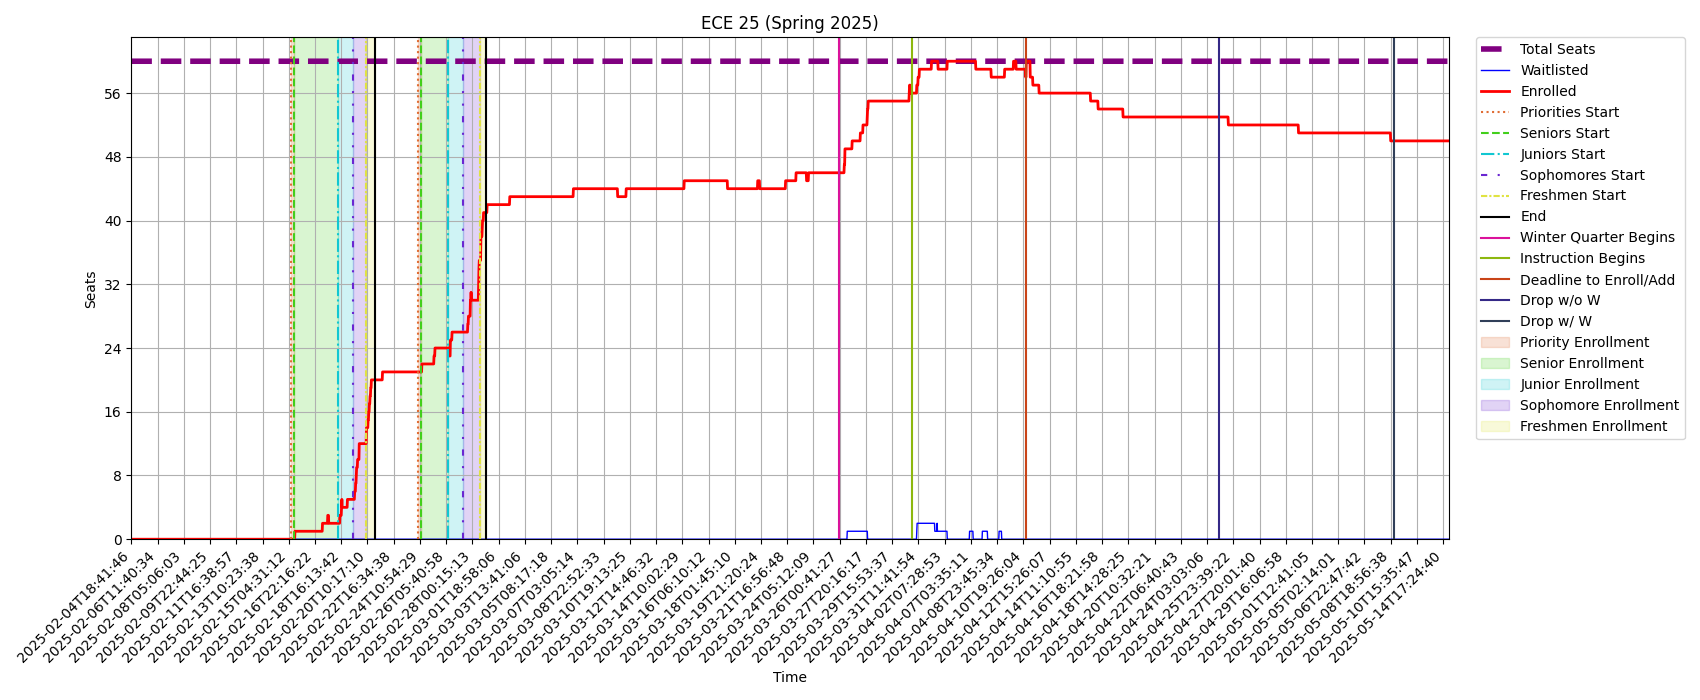 ECE 25 (Spring 2025)
Seats
56
48
40
32
24
16
8
0
2025-02-04T18:41:46
2025-02-06T11:40:34
2025-02-08T05:06:03
2025-02-09T22:44:25
2025-02-11T16:38:57
2025-02-13T10:23:38
2025-02-15T04:31:12
2025-02-16T22:16:22
2025-02-18T16:13:42
2025-02-20T10:17:10
2025-02-22T16:34:38
2025-02-24T10:54:29
2025-02-26T05:40:58
2025-02-28T00:15:13
2025-03-01T18:58:06
2025-03-03T13:41:06
2025-03-05T08:17:18
2025-03-07T03:05:14
2025-03-08T22:52:33
2025-03-10T19:13:25
2025-03-12T14:46:32
2025-03-14T10:02:29
2025-03-16T06:10:12
2025-03-18T01:45:10
2025-03-19T21:20:24
2025-03-21T16:56:48
2025-03-24T05:12:09
2025-03-26T00:41:27
2025-03-27T20:16:17
2025-03-29T15:53:37
2025-03-31T11:41:54
2025-04-02T07:28:53
2025-04-07T03:35:11
2025-04-08T23:45:34
2025-04-10T19:26:04
2025-04-12T15:26:07
2025-04-14T11:10:55
2025-04-16T18:21:58
2025-04-18T14:28:25
2025-04-20T10:32:21
2025-04-22T06:40:43
2025-04-24T03:03:06
2025-04-25T23:39:22
2025-04-27T20:01:40
2025-04-29T16:06:58
2025-05-01T12:41:05
2025-05-05T02:14:01
2025-05-06T22:47:42
2025-05-08T18:56:38
2025-05-10T15:35:47
2025-05-14T17:24:40
Time
Total Seats
Waitlisted
Enrolled
Priorities Start
Seniors Start
Juniors Start
Sophomores Start
Freshmen Start
End
Winter Quarter Begins
Instruction Begins
Deadline to Enroll/Add
Drop w/o W
Drop w/ W
Priority Enrollment
Senior Enrollment
Junior Enrollment
Sophomore Enrollment
Freshmen Enrollment